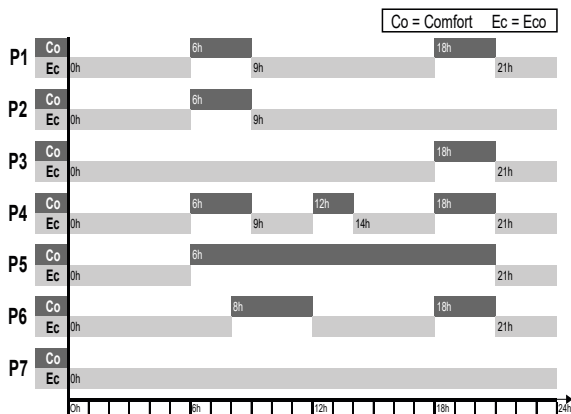 Co = Comfort Ec = Eco
P1 Co 6h 18h
Ec 0h 9h 21h
P2 Co 6h
Ec 0h 9h
P3 Co 18h
Ec 0h 21h
P4 Co 6h 12h 18h
Ec 0h 9h 14h 21h
P5 Co 6h
Ec 0h 21h
P6 Co 8h 18h
Ec 0h 21h
P7 Co
Ec 0h
0h 6h 12h 18h 24h